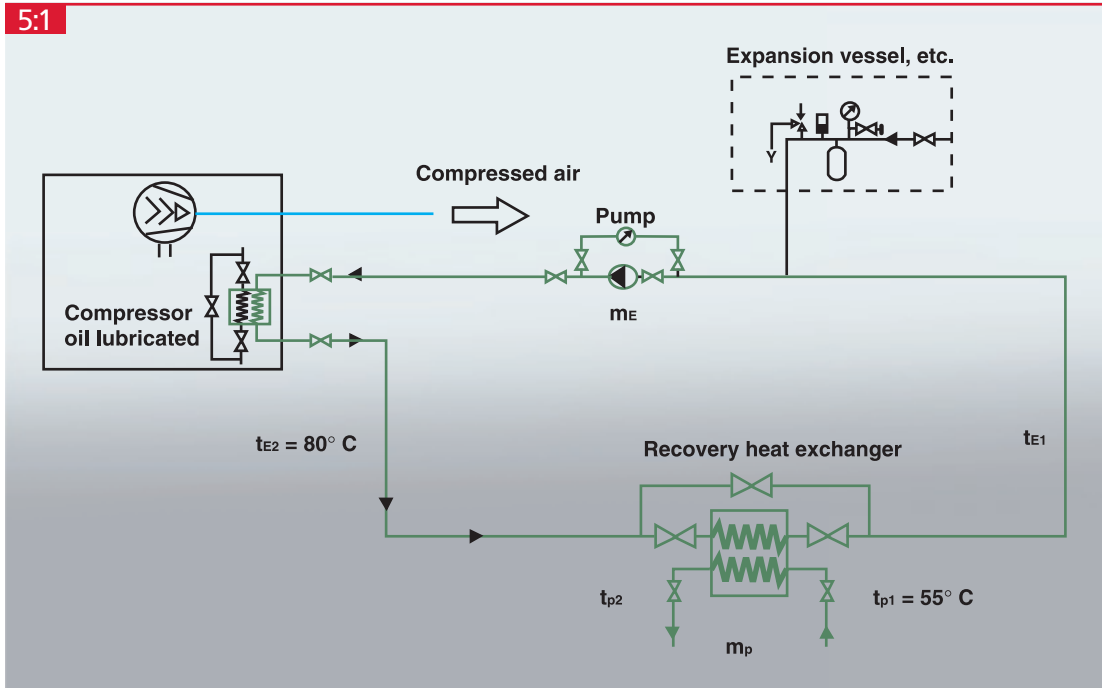 5:1
Expansion vessel, etc.
Y
Compressed air
Pump
mE
Compressor
oil lubricated
tE2 = 80° C
tE1
Recovery heat exchanger
tp2
tp1 = 55° C
mp